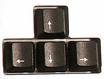 ↑
← ↓ →